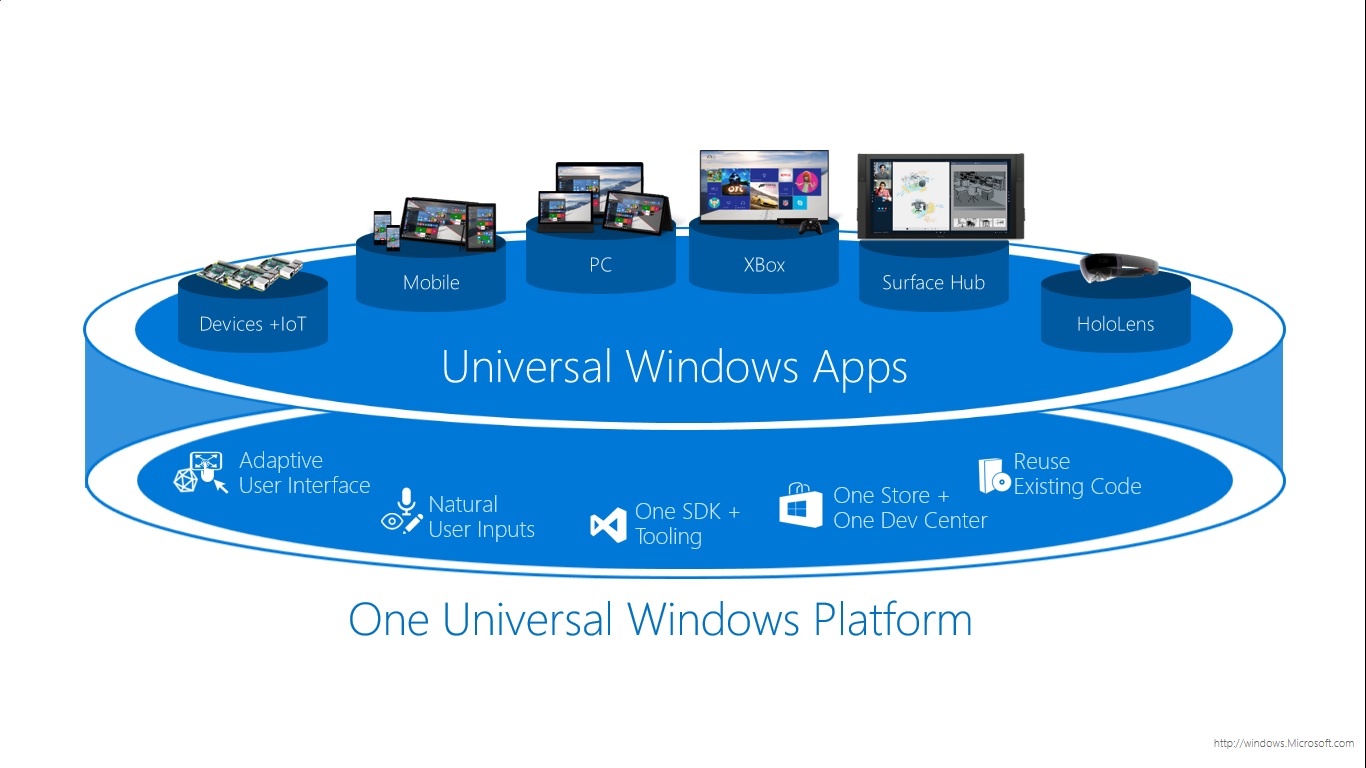 Devices +IoT
Mobile
PC
XBox
Surface Hub
HoloLens
Universal Windows Apps
Adaptive
User Interface
Natural
User Inputs
One SDK +
Tooling
One Store +
One Dev Center
Reuse
Existing Code
One Universal Windows Platform
http://windows.Microsoft.com